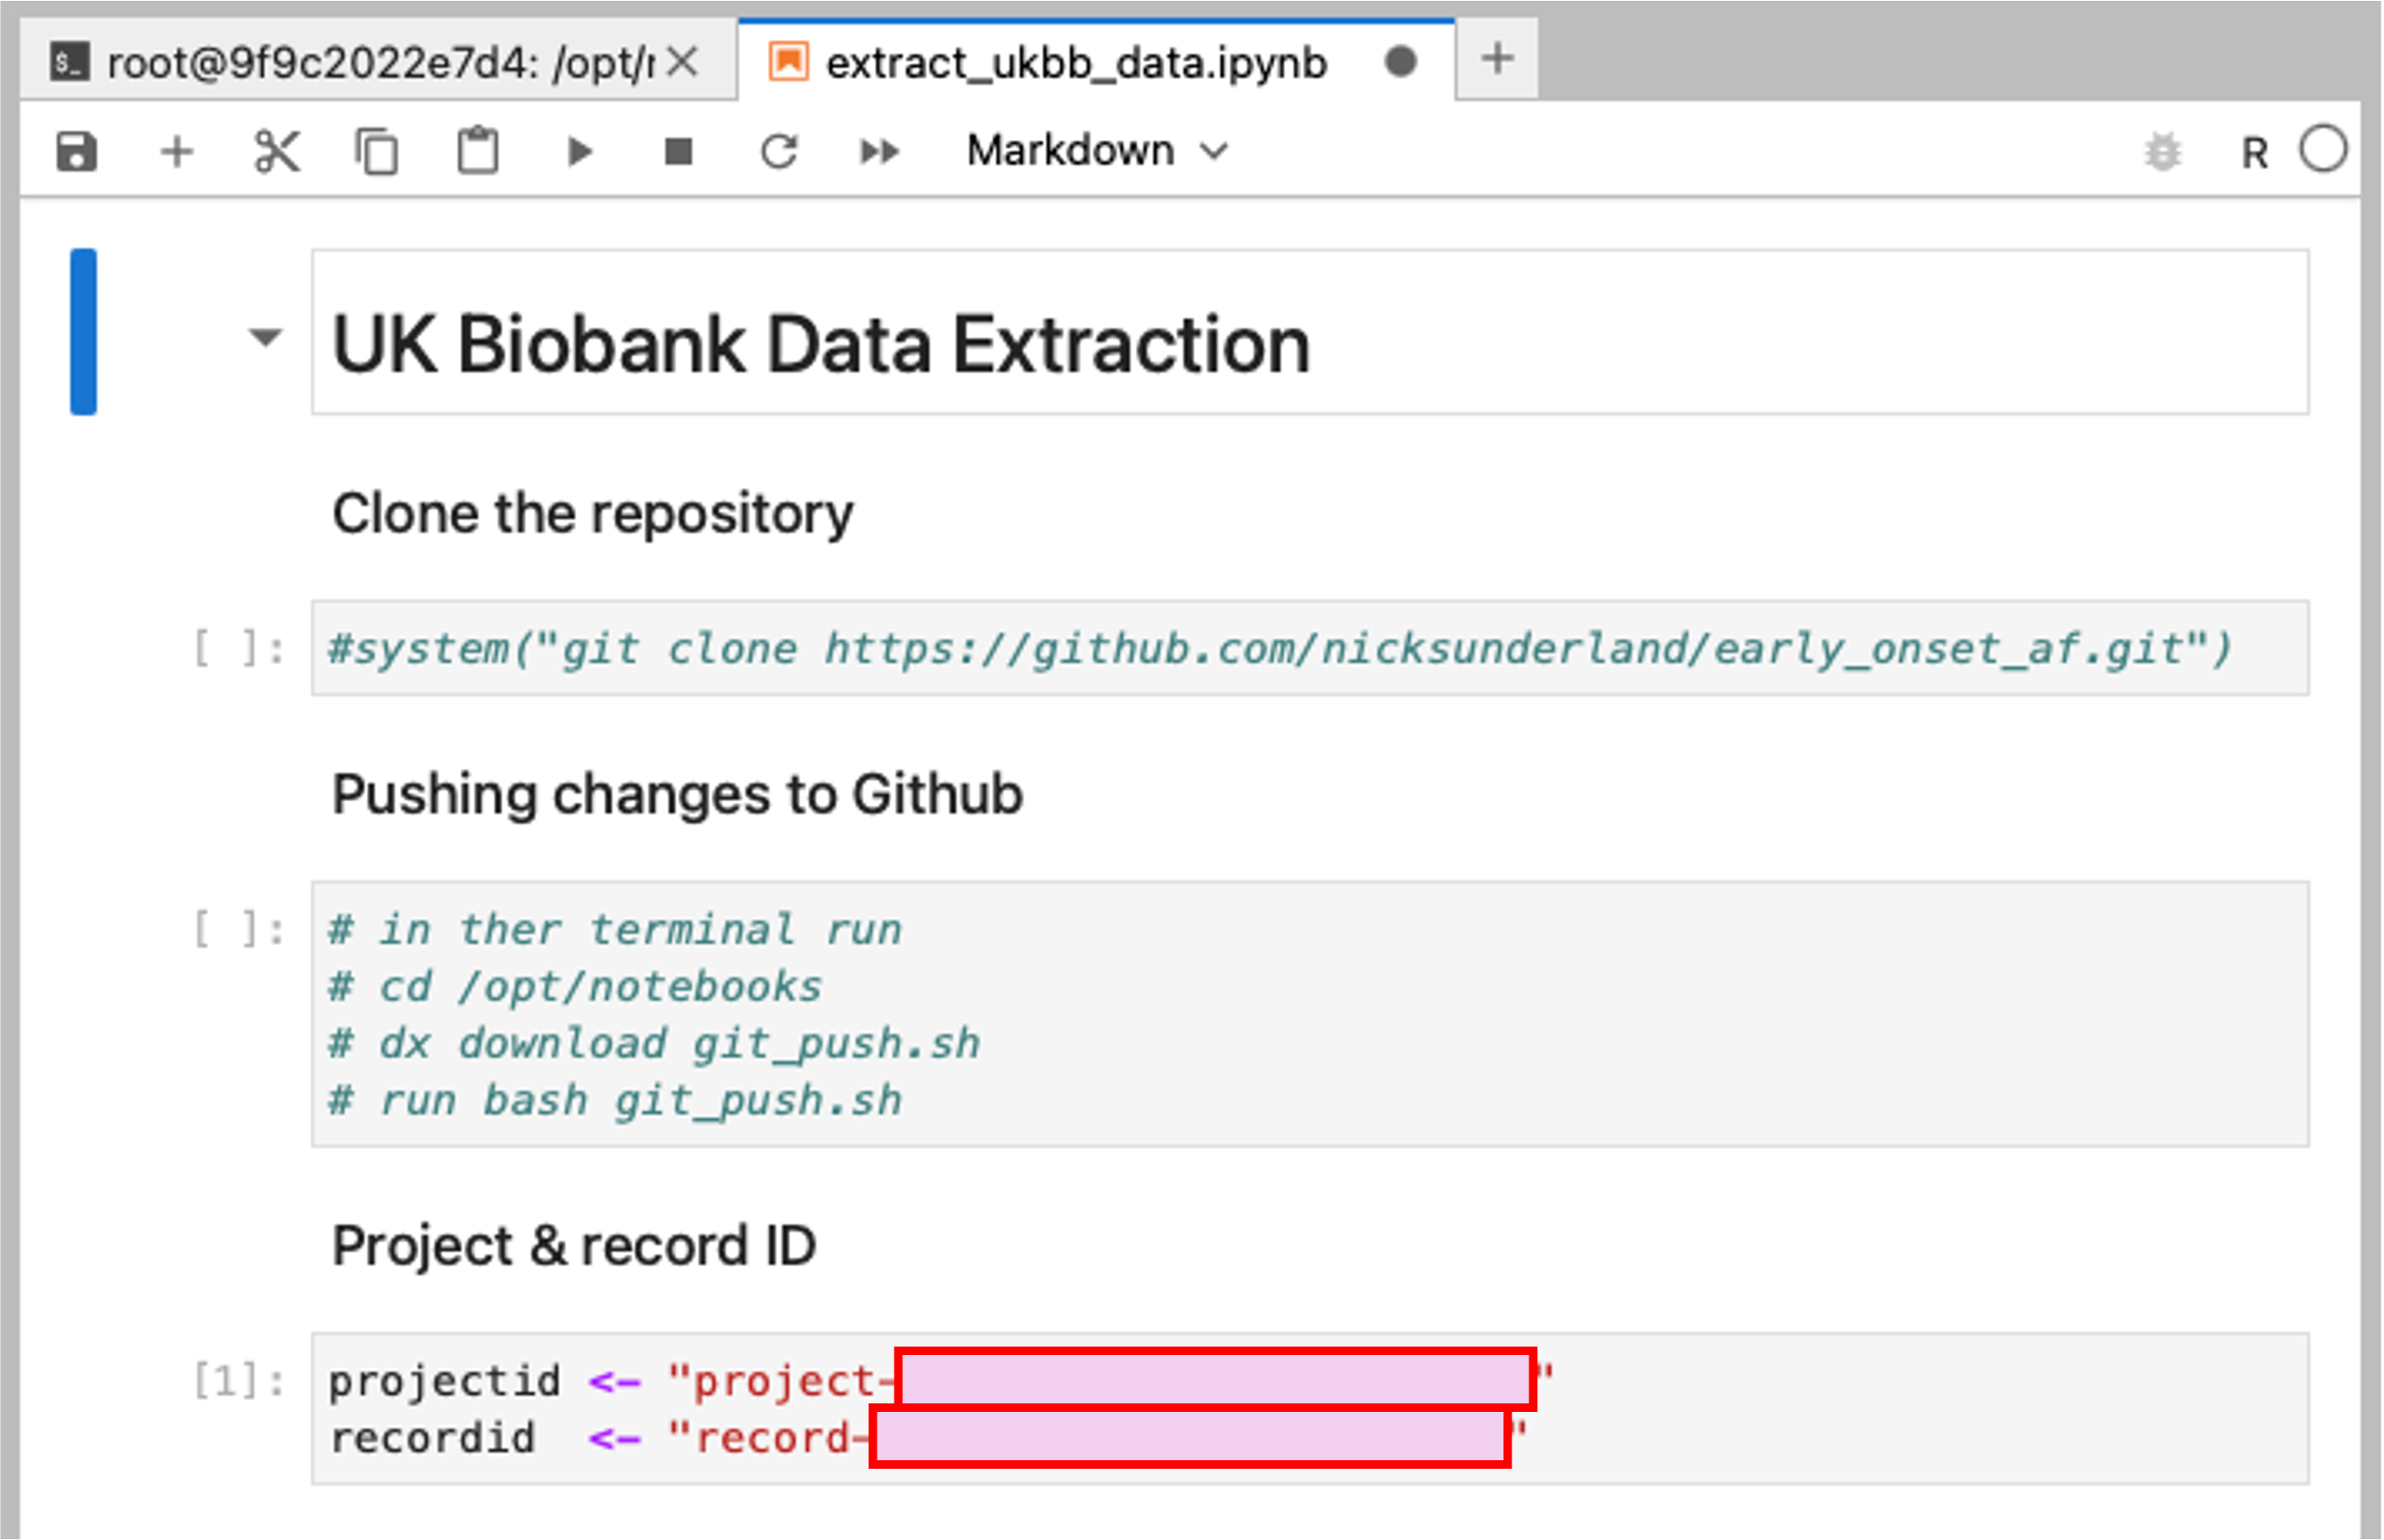 root@9f9c2022e7d4: /opt/
extract_ukbb_data.ipynb
Markdown
R
UK Biobank Data Extraction
Clone the repository
[ ]: #system("git clone https://github.com/nicksunderland/early_onset_af.git")
Pushing changes to Github
[ ]: # in ther terminal run
# cd /opt/notebooks
# dx download git_push.sh
# run bash git_push.sh
Project & record ID
[1]: projectid <- "project-"
recordid <- "record-"